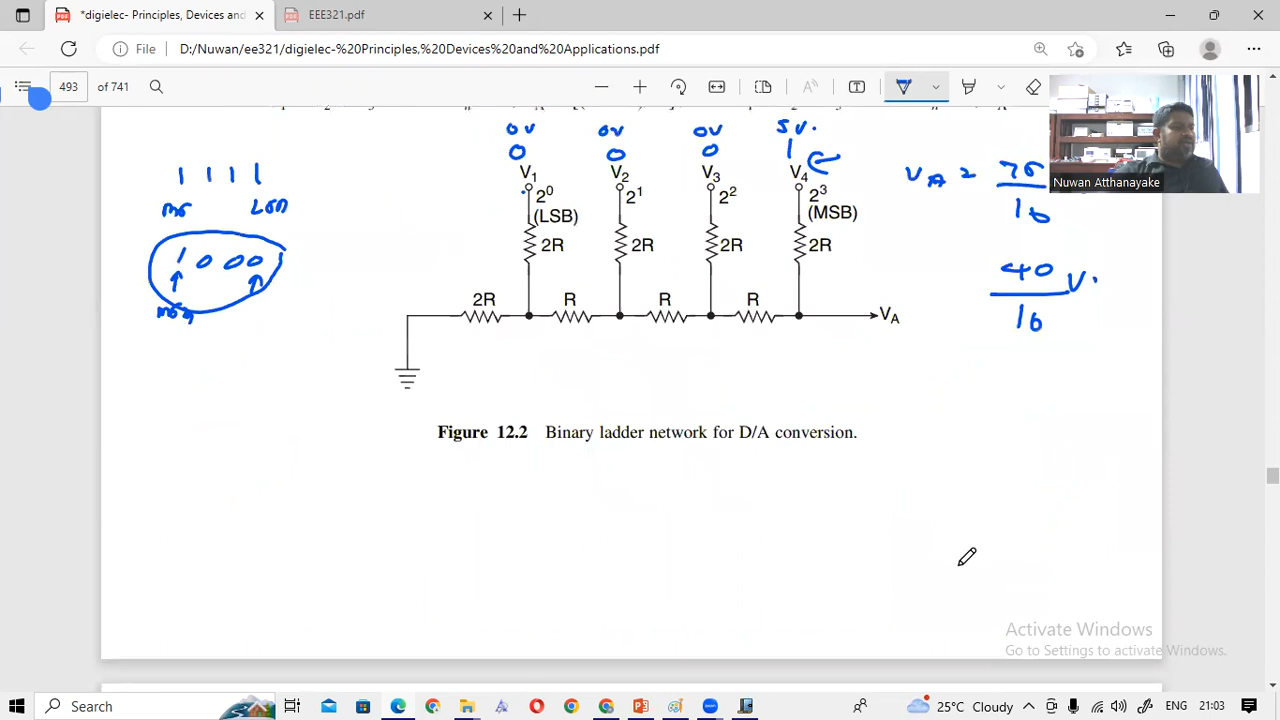 *digielec- Principles, Devices and
EEE321.pdf
File
D:/Nuwan/ee321/digielec-%20Principles,%20Devices%20and%20Applications.pdf
493 of 741
Nuwan Atthanayake
0V 0V 0V 5V.
0 0 0 1
V1 V2 V3 V4
2^0 2^1 2^2 2^3
(LSB) (MSB)
2R 2R 2R 2R
2R R R R
VA
1 1 1 1
1 0 0 0
VA =
16
40 V.
16
Figure 12.2 Binary ladder network for D/A conversion.
Activate Windows
Go to Settings to activate Windows.
Search
25°C Cloudy
ENG
21:03